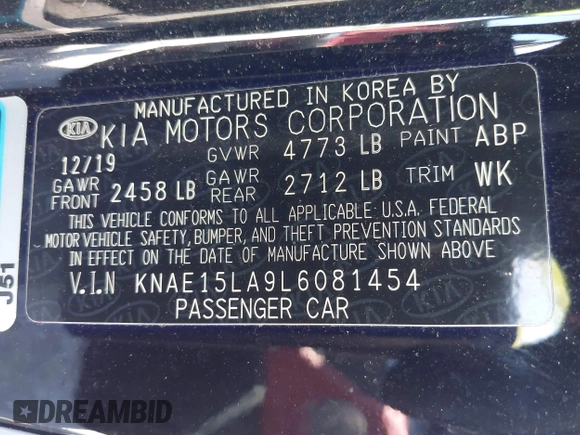 MANUFACTURED IN KOREA BY
KIA KIA MOTORS CORPORATION
12/19 GVWR 4773 LB PAINT ABP
GAWR FRONT 2458 LB GAWR REAR 2712 LB TRIM WK
THIS VEHICLE CONFORMS TO ALL APPLICABLE U.S.A. FEDERAL
MOTOR VEHICLE SAFETY, BUMPER, AND THEFT PREVENTION STANDARDS
IN EFFECT ON THE DATE OF MANUFACTURE SHOWN ABOVE
V.I.N KNAE15LA9L6081454
PASSENGER CAR
J51
DREAMBID